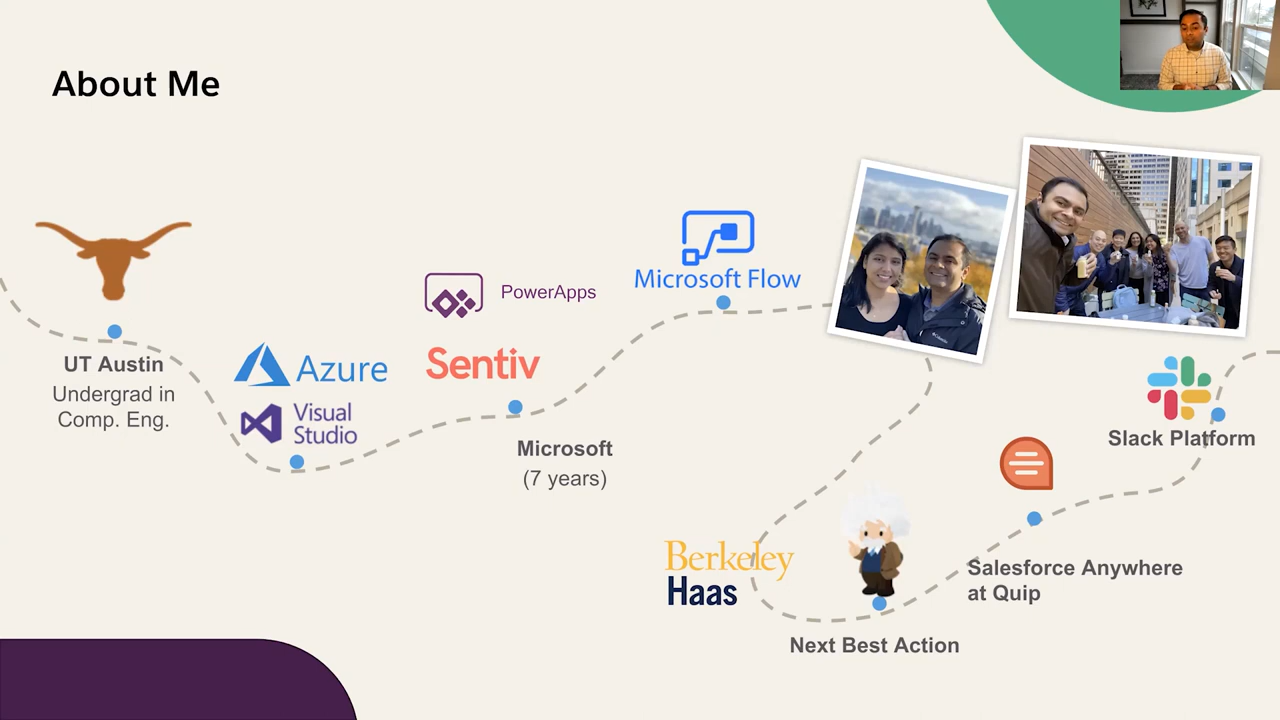 About Me
UT Austin
Undergrad in
Comp. Eng.
Azure
Visual
Studio
PowerApps
Sentiv
Microsoft
(7 years)
Microsoft Flow
Berkeley
Haas
Next Best Action
Salesforce Anywhere
at Quip
Slack Platform